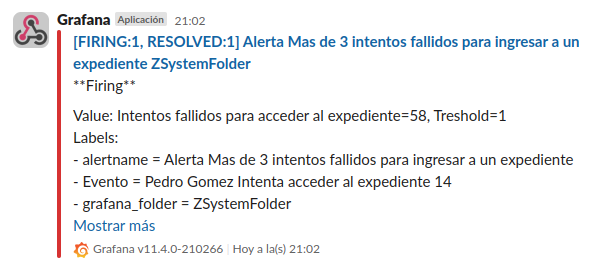 Grafana Aplicación 21:02
[FIRING:1, RESOLVED:1] Alerta Mas de 3 intentos fallidos para ingresar a un
expediente ZSystemFolder
**Firing**
Value: Intentos fallidos para acceder al expediente=58, Treshold=1
Labels:
- alertname = Alerta Mas de 3 intentos fallidos para ingresar a un expediente
- Evento = Pedro Gomez Intenta acceder al expediente 14
- grafana_folder = ZSystemFolder
Mostrar más
Grafana v11.4.0-210266 | Hoy a la(s) 21:02